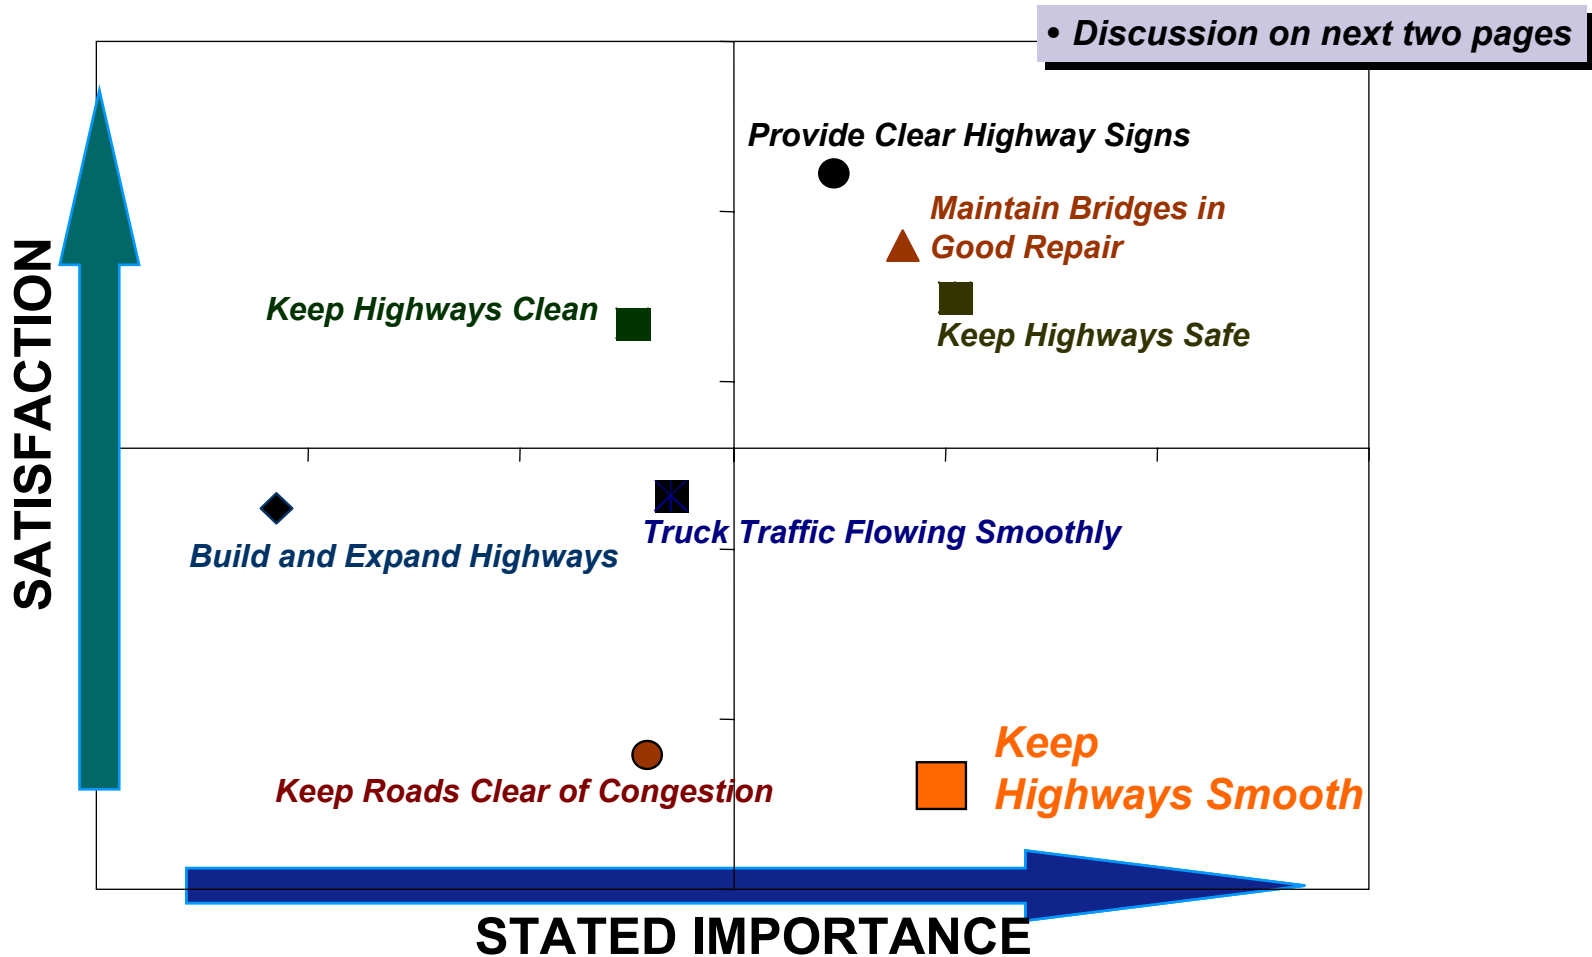 • Discussion on next two pages
Provide Clear Highway Signs
Maintain Bridges in
Good Repair
Keep Highways Clean
Keep Highways Safe
SATISFACTION
Truck Traffic Flowing Smoothly
Build and Expand Highways
Keep
Highways Smooth
Keep Roads Clear of Congestion
STATED IMPORTANCE